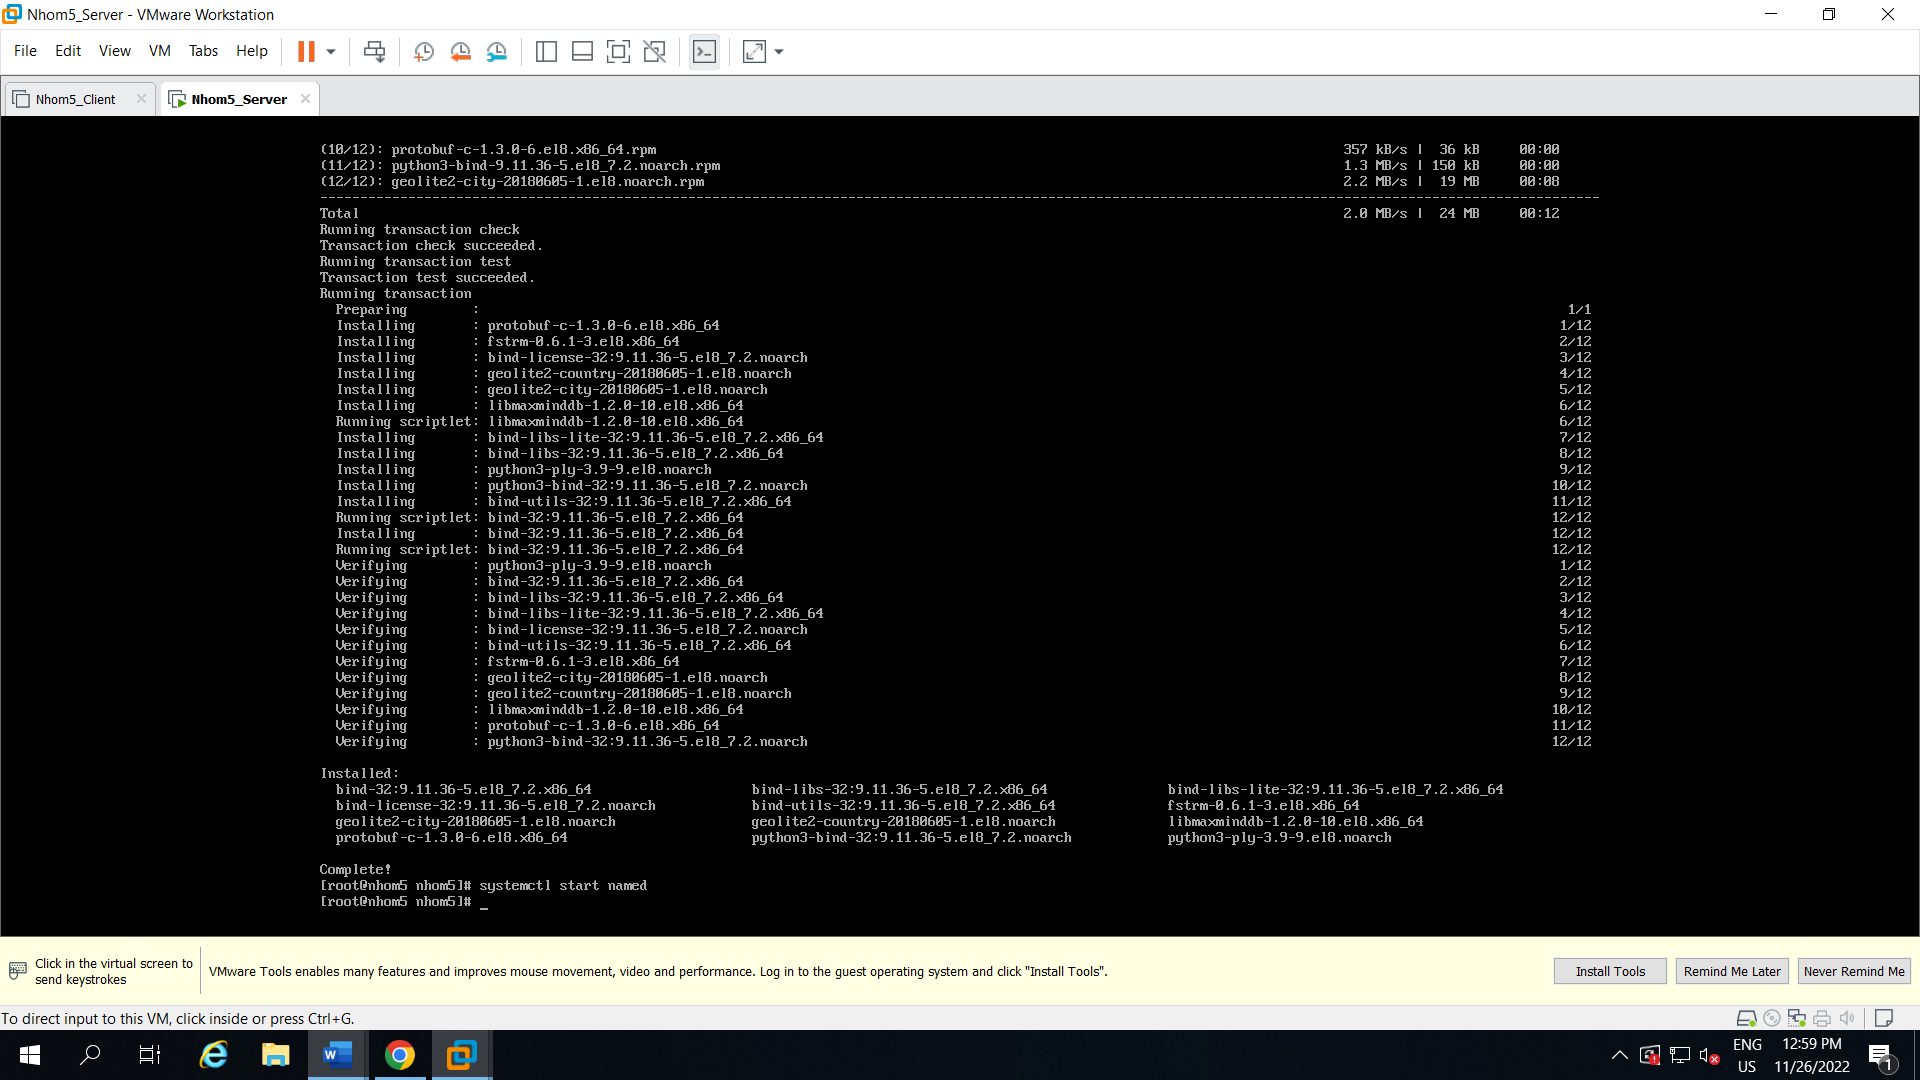 Nhom5_Server - VMware Workstation
File Edit View VM Tabs Help
Nhom5_Client
Nhom5_Server
(10/12): protobuf-c-1.3.0-6.el8.x86_64.rpm 357 kB/s | 36 kB 00:00
(11/12): python3-bind-9.11.36-5.el8_7.2.noarch.rpm 1.3 MB/s | 150 kB 00:00
(12/12): geolite2-city-20180605-1.el8.noarch.rpm 2.2 MB/s | 19 MB 00:08
Total 2.0 MB/s | 24 MB 00:12
Running transaction check
Transaction check succeeded.
Running transaction test
Transaction test succeeded.
Running transaction
Preparing : 1/1
Installing : protobuf-c-1.3.0-6.el8.x86_64 1/12
Installing : fstrm-0.6.1-3.el8.x86_64 2/12
Installing : bind-license-32:9.11.36-5.el8_7.2.noarch 3/12
Installing : geolite2-country-20180605-1.el8.noarch 4/12
Installing : geolite2-city-20180605-1.el8.noarch 5/12
Installing : libmaxminddb-1.2.0-10.el8.x86_64 6/12
Running scriptlet: libmaxminddb-1.2.0-10.el8.x86_64 6/12
Installing : bind-libs-lite-32:9.11.36-5.el8_7.2.x86_64 7/12
Installing : bind-libs-32:9.11.36-5.el8_7.2.x86_64 8/12
Installing : python3-ply-3.9-9.el8.noarch 9/12
Installing : python3-bind-32:9.11.36-5.el8_7.2.noarch 10/12
Installing : bind-utils-32:9.11.36-5.el8_7.2.x86_64 11/12
Running scriptlet: bind-32:9.11.36-5.el8_7.2.x86_64 12/12
Installing : bind-32:9.11.36-5.el8_7.2.x86_64 12/12
Running scriptlet: bind-32:9.11.36-5.el8_7.2.x86_64 12/12
Verifying : python3-ply-3.9-9.el8.noarch 1/12
Verifying : bind-32:9.11.36-5.el8_7.2.x86_64 2/12
Verifying : bind-libs-32:9.11.36-5.el8_7.2.x86_64 3/12
Verifying : bind-libs-lite-32:9.11.36-5.el8_7.2.x86_64 4/12
Verifying : bind-license-32:9.11.36-5.el8_7.2.noarch 5/12
Verifying : bind-utils-32:9.11.36-5.el8_7.2.x86_64 6/12
Verifying : fstrm-0.6.1-3.el8.x86_64 7/12
Verifying : geolite2-city-20180605-1.el8.noarch 8/12
Verifying : geolite2-country-20180605-1.el8.noarch 9/12
Verifying : libmaxminddb-1.2.0-10.el8.x86_64 10/12
Verifying : protobuf-c-1.3.0-6.el8.x86_64 11/12
Verifying : python3-bind-32:9.11.36-5.el8_7.2.noarch 12/12
Installed:
bind-32:9.11.36-5.el8_7.2.x86_64 bind-libs-32:9.11.36-5.el8_7.2.x86_64 bind-libs-lite-32:9.11.36-5.el8_7.2.x86_64
bind-license-32:9.11.36-5.el8_7.2.noarch bind-utils-32:9.11.36-5.el8_7.2.x86_64 fstrm-0.6.1-3.el8.x86_64
geolite2-city-20180605-1.el8.noarch geolite2-country-20180605-1.el8.noarch libmaxminddb-1.2.0-10.el8.x86_64
protobuf-c-1.3.0-6.el8.x86_64 python3-bind-32:9.11.36-5.el8_7.2.noarch python3-ply-3.9-9.el8.noarch
Complete!
[root@nhom5 nhom5]# systemctl start named
[root@nhom5 nhom5]# _
Click in the virtual screen to
send keystrokes
VMware Tools enables many features and improves mouse movement, video and performance. Log in to the guest operating system and click "Install Tools".
Install Tools Remind Me Later Never Remind Me
To direct input to this VM, click inside or press Ctrl+G.
ENG
US
12:59 PM
11/26/2022
1